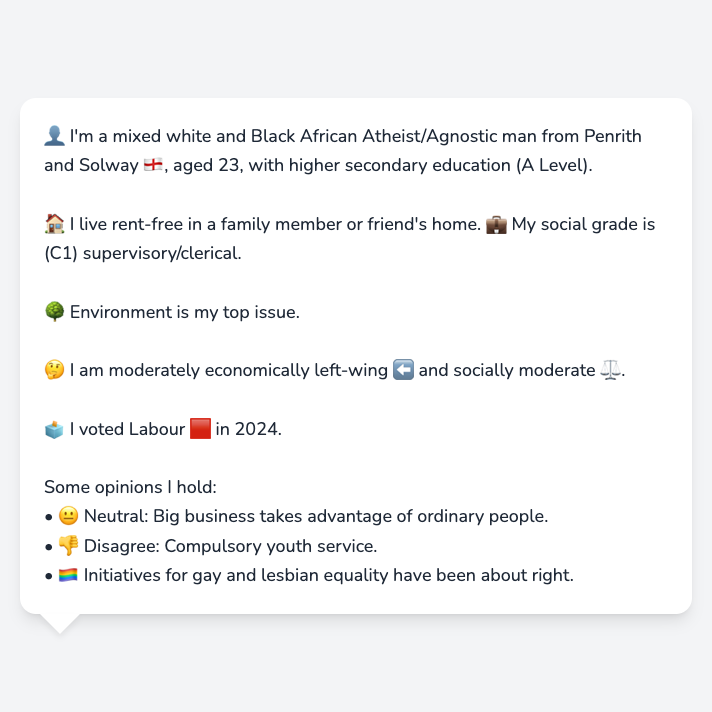 👤 I'm a mixed white and Black African Atheist/Agnostic man from Penrith
and Solway 🏴󠁧󠁢󠁥󠁮󠁧󠁿, aged 23, with higher secondary education (A Level).
🏠 I live rent-free in a family member or friend's home. 💼 My social grade is
(C1) supervisory/clerical.
🌳 Environment is my top issue.
🤔 I am moderately economically left-wing ⬅️ and socially moderate ⚖️.
🗳️ I voted Labour 🟥 in 2024.
Some opinions I hold:
• 😐 Neutral: Big business takes advantage of ordinary people.
• 👎 Disagree: Compulsory youth service.
• 🏳️‍🌈 Initiatives for gay and lesbian equality have been about right.